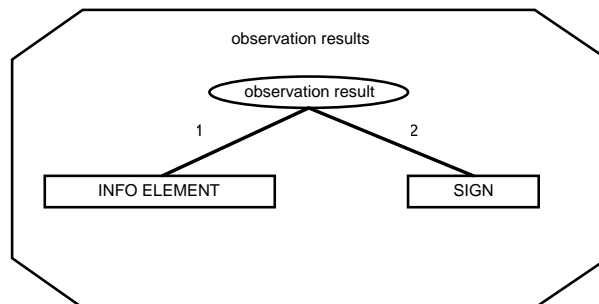 observation results
observation result
1
2
INFO ELEMENT
SIGN